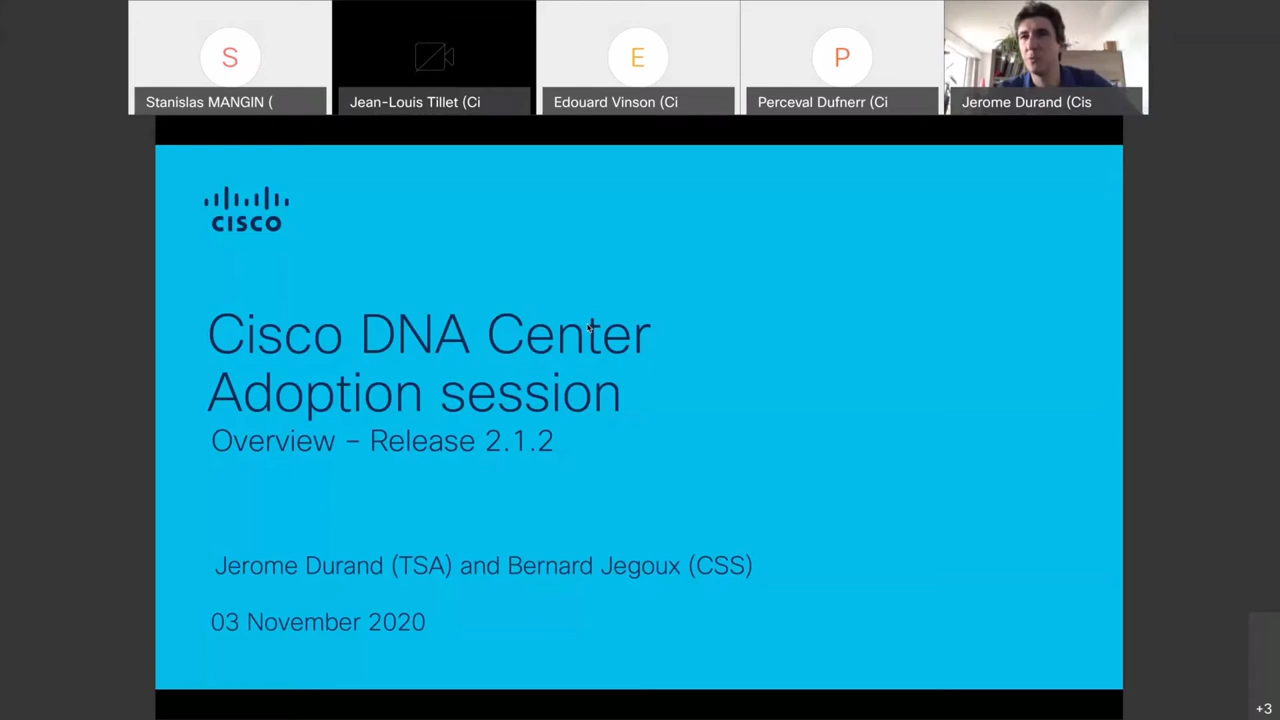 S
E
P
Stanislas MANGIN (
Jean-Louis Tillet (Ci
Edouard Vinson (Ci
Perceval Dufnerr (Ci
Jerome Durand (Cis
CISCO
Cisco DNA Center
Adoption session
Overview – Release 2.1.2
Jerome Durand (TSA) and Bernard Jegoux (CSS)
03 November 2020
+3